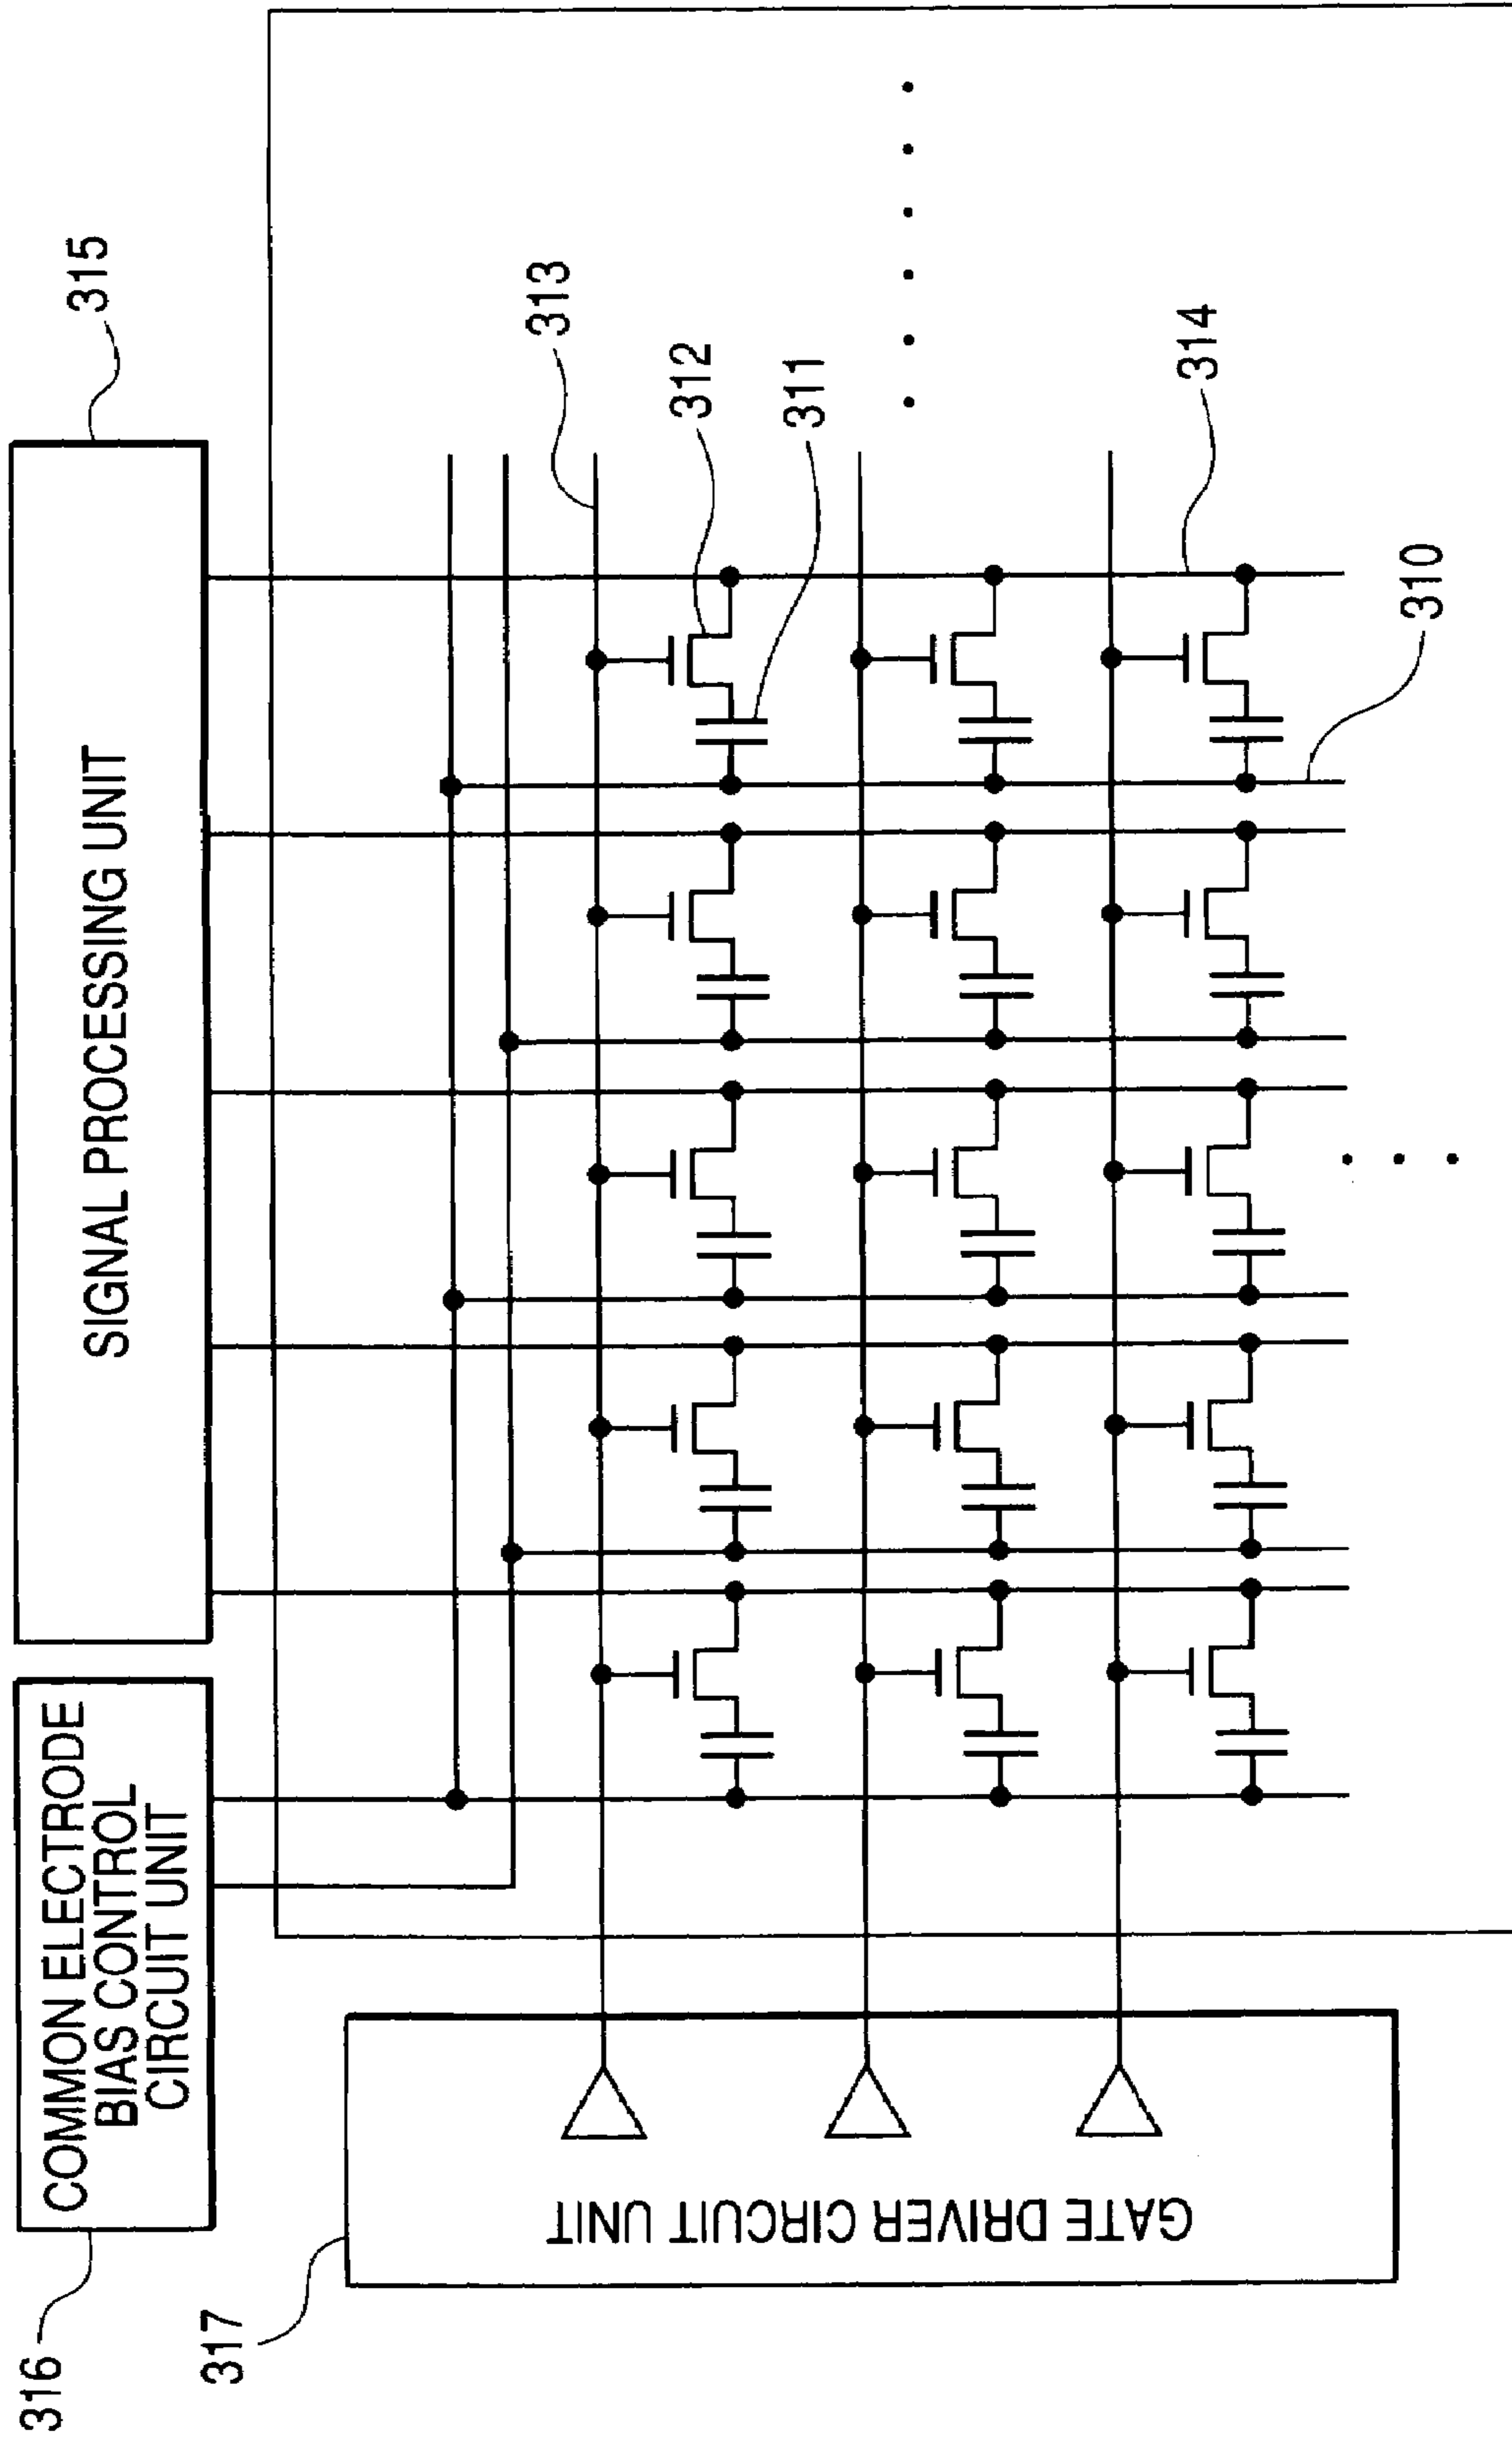 316
COMMON ELECTRODE
BIAS CONTROL
CIRCUIT UNIT
SIGNAL PROCESSING UNIT
315
317
GATE DRIVER CIRCUIT UNIT
313
312
311
314
310